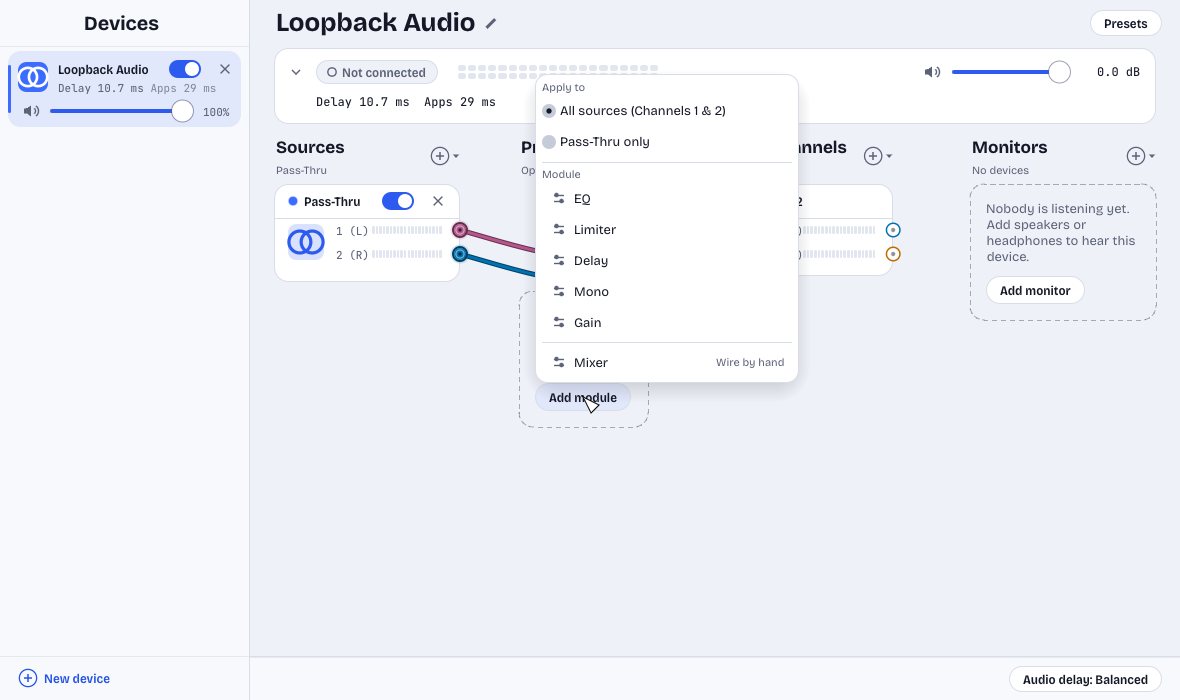 Devices
Loopback Audio
Delay 10.7 ms Apps 29 ms
100%
New device
Loopback Audio
Presets
Not connected
0.0 dB
Delay 10.7 ms Apps 29 ms
Sources
Pass-Thru
Pass-Thru
1 (L)
2 (R)
Apply to
All sources (Channels 1 & 2)
Pass-Thru only
Module
EQ
Limiter
Delay
Mono
Gain
Mixer Wire by hand
Add module
Monitors
No devices
Nobody is listening yet.
Add speakers or
headphones to hear this
device.
Add monitor
Audio delay: Balanced